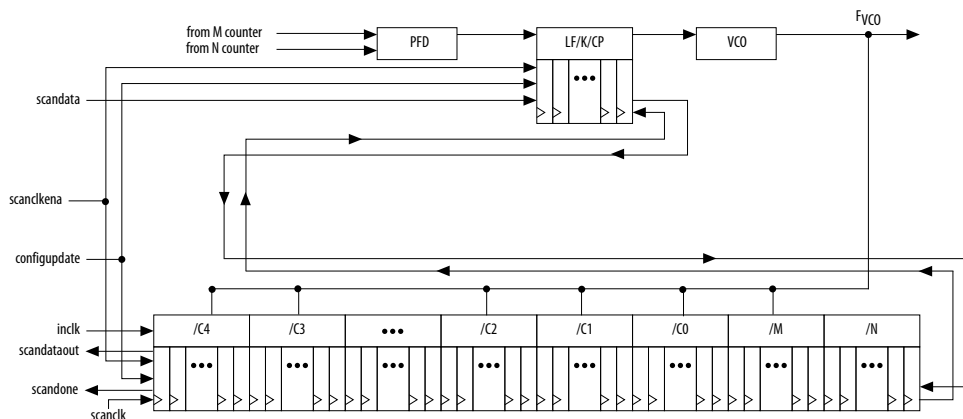 from M counter
from N counter
PFD
LF/K/CP
VCO
FVCO
•••
scandata
scanclkena
configupdate
inclk
/C4
/C3
•••
/C2
/C1
/C0
/M
/N
scandataout
••• ••• ••• ••• ••• ••• ••• •••
scandone
scanclk